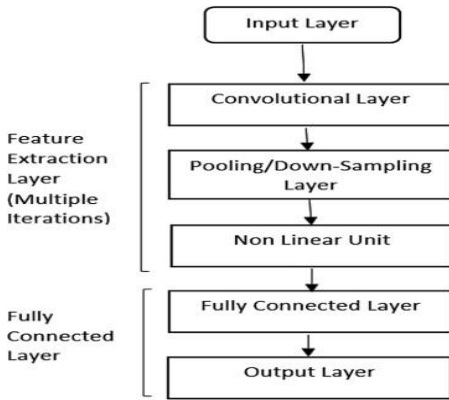 Input Layer
Convolutional Layer
Feature
Extraction
Layer
(Multiple
Iterations)
Pooling/Down-Sampling
Layer
Non Linear Unit
Fully
Connected
Layer
Fully Connected Layer
Output Layer